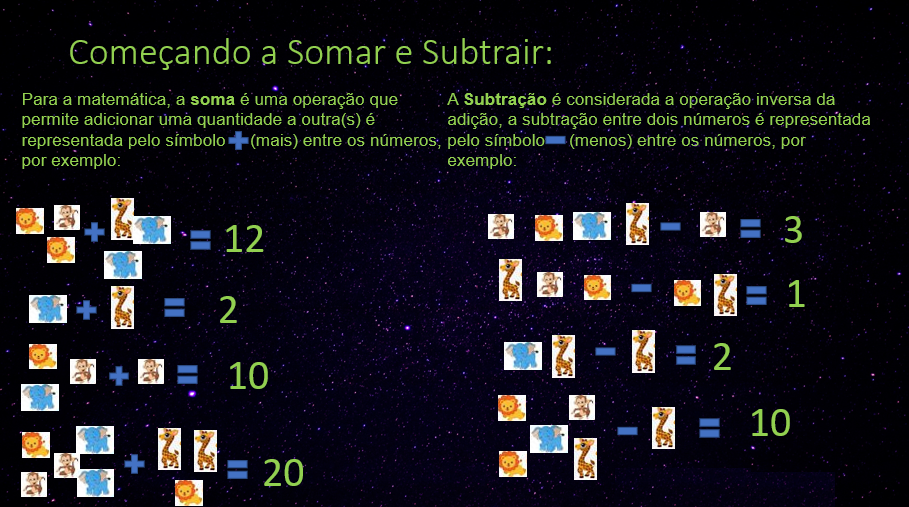 Começando a Somar e Subtrair:
Para a matemática, a soma é uma operação que
permite adicionar uma quantidade a outra(s) é
representada pelo símbolo + (mais) entre os números,
por exemplo:
A Subtração é considerada a operação inversa da
adição, a subtração entre dois números é representada
pelo símbolo − (menos) entre os números, por
exemplo:
+ = 12
+ = 2
+ = 10
+ = 20
− = 3
− = 1
− = 2
− = 10